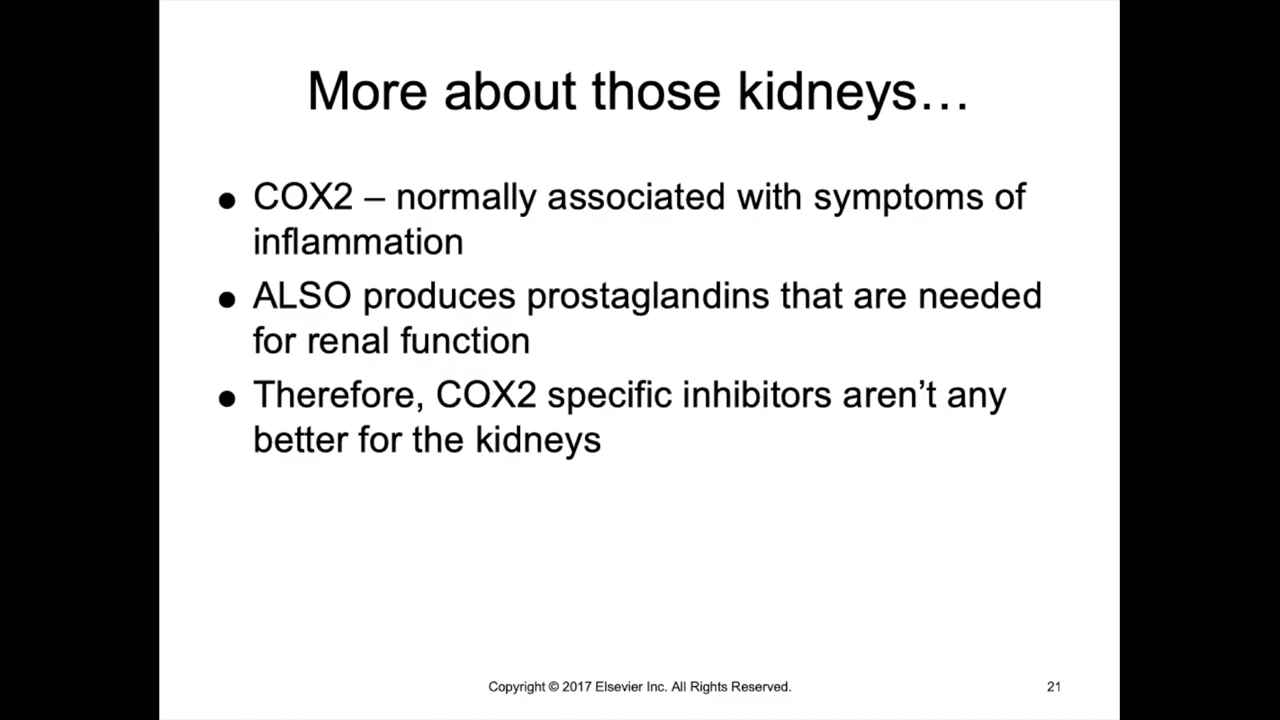 More about those kidneys…
● COX2 – normally associated with symptoms of
inflammation
● ALSO produces prostaglandins that are needed
for renal function
● Therefore, COX2 specific inhibitors aren’t any
better for the kidneys
Copyright © 2017 Elsevier Inc. All Rights Reserved.
21